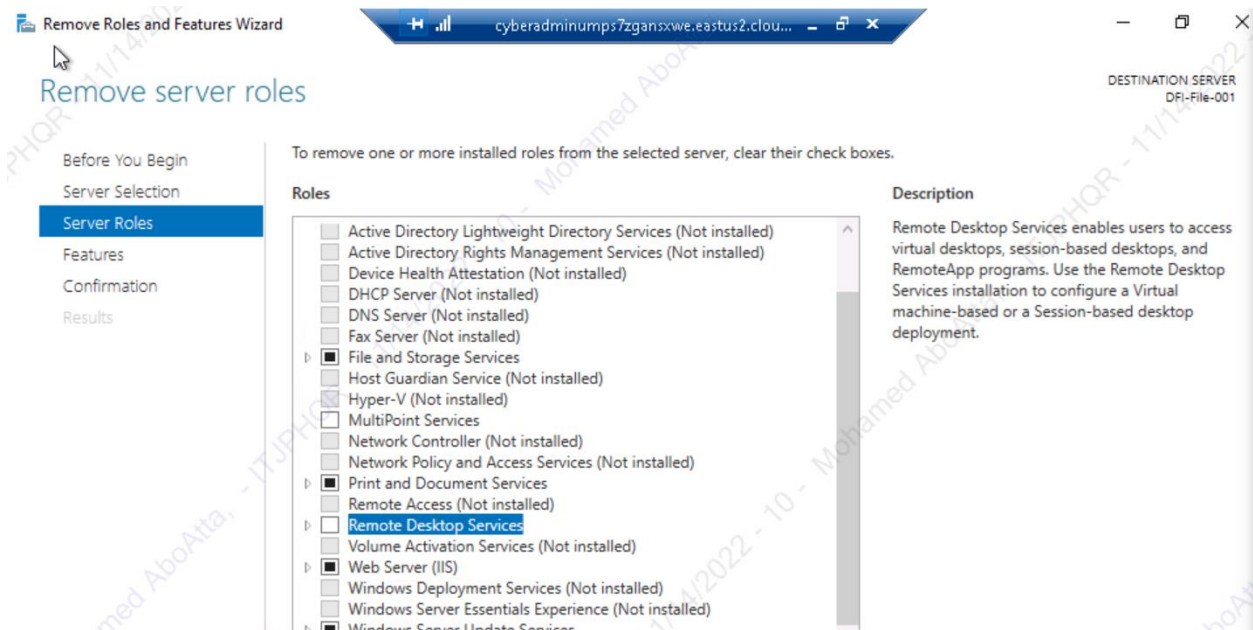 Remove Roles and Features Wizard
cyberadminumps7zgansxwe.eastus2.clou...
Remove server roles
DESTINATION SERVER
DFI-File-001
Before You Begin
Server Selection
Server Roles
Features
Confirmation
Results
To remove one or more installed roles from the selected server, clear their check boxes.
Roles
Active Directory Lightweight Directory Services (Not installed)
Active Directory Rights Management Services (Not installed)
Device Health Attestation (Not installed)
DHCP Server (Not installed)
DNS Server (Not installed)
Fax Server (Not installed)
File and Storage Services
Host Guardian Service (Not installed)
Hyper-V (Not installed)
MultiPoint Services
Network Controller (Not installed)
Network Policy and Access Services (Not installed)
Print and Document Services
Remote Access (Not installed)
Remote Desktop Services
Volume Activation Services (Not installed)
Web Server (IIS)
Windows Deployment Services (Not installed)
Windows Server Essentials Experience (Not installed)
Windows Server Update Services
Description
Remote Desktop Services enables users to access
virtual desktops, session-based desktops, and
RemoteApp programs. Use the Remote Desktop
Services installation to configure a Virtual
machine-based or a Session-based desktop
deployment.